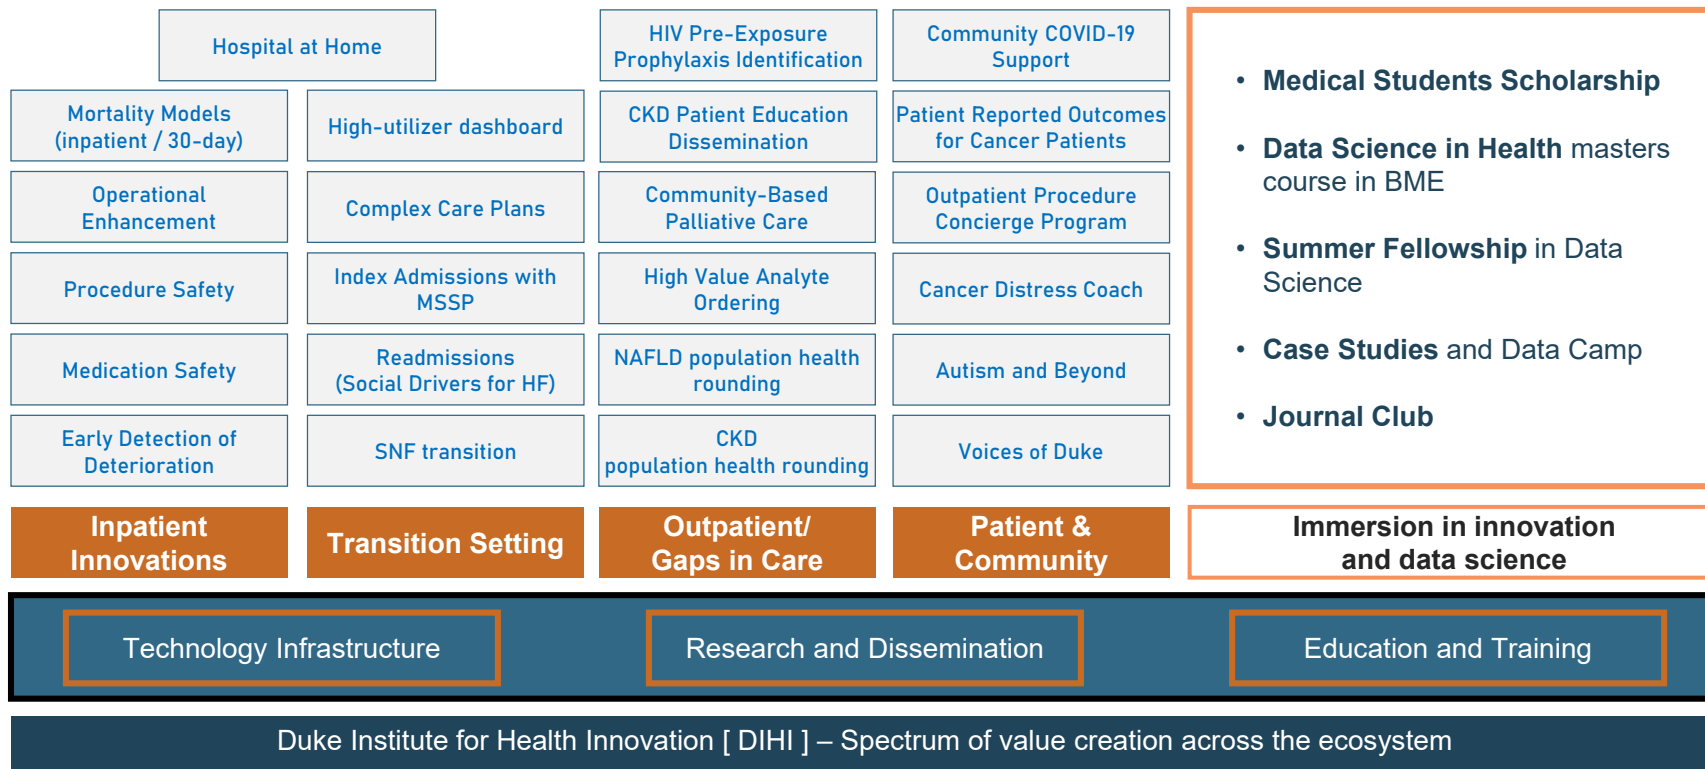 Hospital at Home
HIV Pre-Exposure
Prophylaxis Identification
Community COVID-19
Support
Mortality Models
(inpatient / 30-day)
High-utilizer dashboard
CKD Patient Education
Dissemination
Patient Reported Outcomes
for Cancer Patients
Operational
Enhancement
Complex Care Plans
Community-Based
Palliative Care
Outpatient Procedure
Concierge Program
Procedure Safety
Index Admissions with
MSSP
High Value Analyte
Ordering
Cancer Distress Coach
Medication Safety
Readmissions
(Social Drivers for HF)
NAFLD population health
rounding
Autism and Beyond
Early Detection of
Deterioration
SNF transition
CKD
population health rounding
Voices of Duke
• Medical Students Scholarship
• Data Science in Health masters
course in BME
• Summer Fellowship in Data
Science
• Case Studies and Data Camp
• Journal Club
Inpatient
Innovations
Transition Setting
Outpatient/
Gaps in Care
Patient &
Community
Immersion in innovation
and data science
Technology Infrastructure
Research and Dissemination
Education and Training
Duke Institute for Health Innovation [ DIHI ] – Spectrum of value creation across the ecosystem